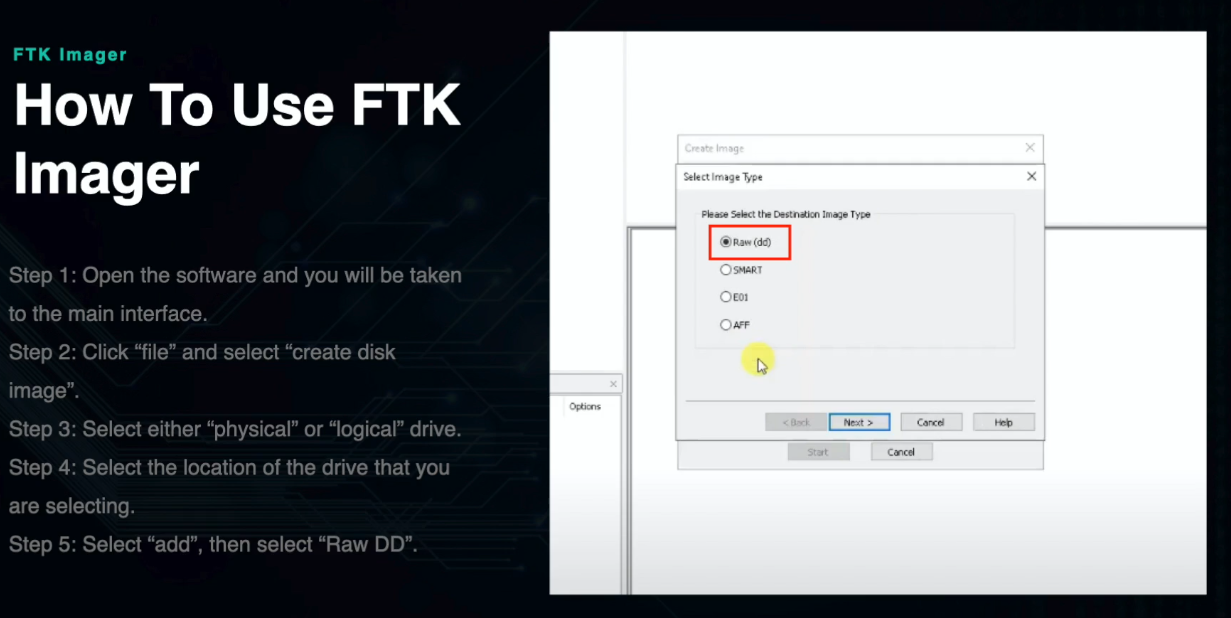 FTK Imager
How To Use FTK
Imager
Step 1: Open the software and you will be taken
to the main interface.
Step 2: Click “file” and select “create disk
image”.
Step 3: Select either “physical” or “logical” drive.
Step 4: Select the location of the drive that you
are selecting.
Step 5: Select “add”, then select “Raw DD”.
Create Image
Select Image Type
Please Select the Destination Image Type
Raw (dd)
SMART
E01
AFF
Options
< Back Next > Cancel Help
Start Cancel